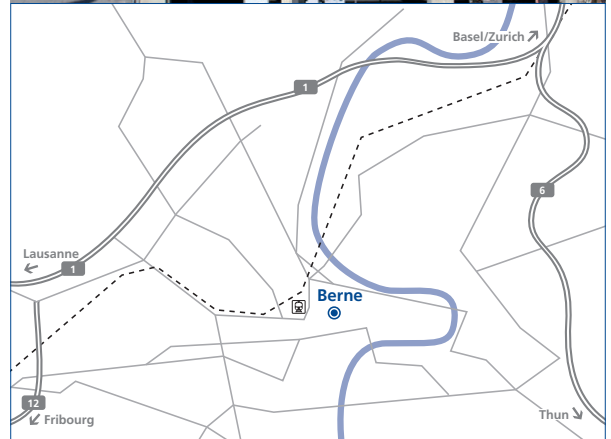 Basel/Zurich
1
6
Lausanne
1
Berne
12
Fribourg
Thun